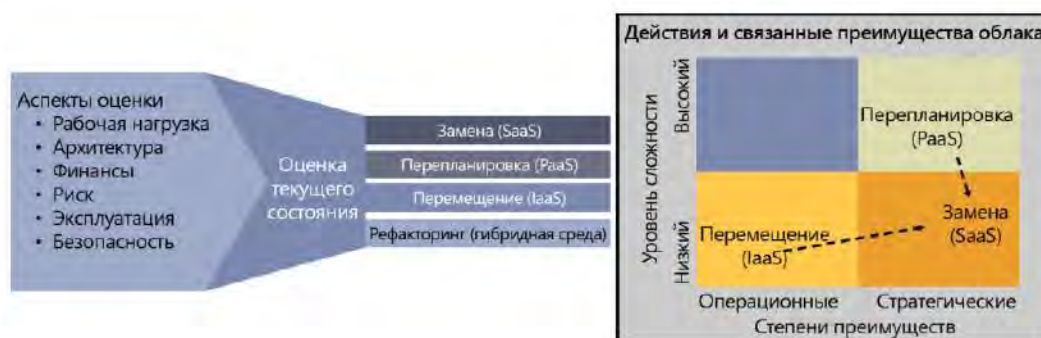 Аспекты оценки
• Рабочая нагрузка
• Архитектура
• Финансы
• Риск
• Эксплуатация
• Безопасность
Оценка
текущего
состояния
Замена (SaaS)
Перепланировка (PaaS)
Перемещение (IaaS)
Рефакторинг (гибридная среда)
Действия и связанные преимущества облака
Уровень сложности
Высокий
Низкий
Перепланировка
(PaaS)
Замена
(SaaS)
Перемещение
(IaaS)
Операционные
Стратегические
Степени преимуществ